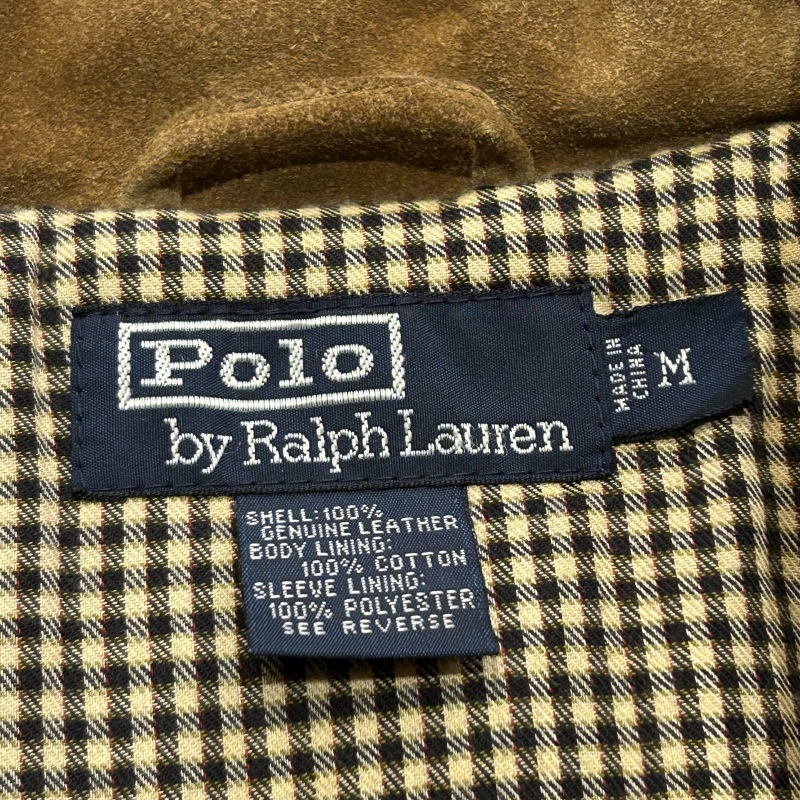 Polo
by Ralph Lauren
MADE IN
CHINA
M
SHELL:100%
GENUINE LEATHER
BODY LINING:
100% COTTON
SLEEVE LINING:
100% POLYESTER
SEE REVERSE